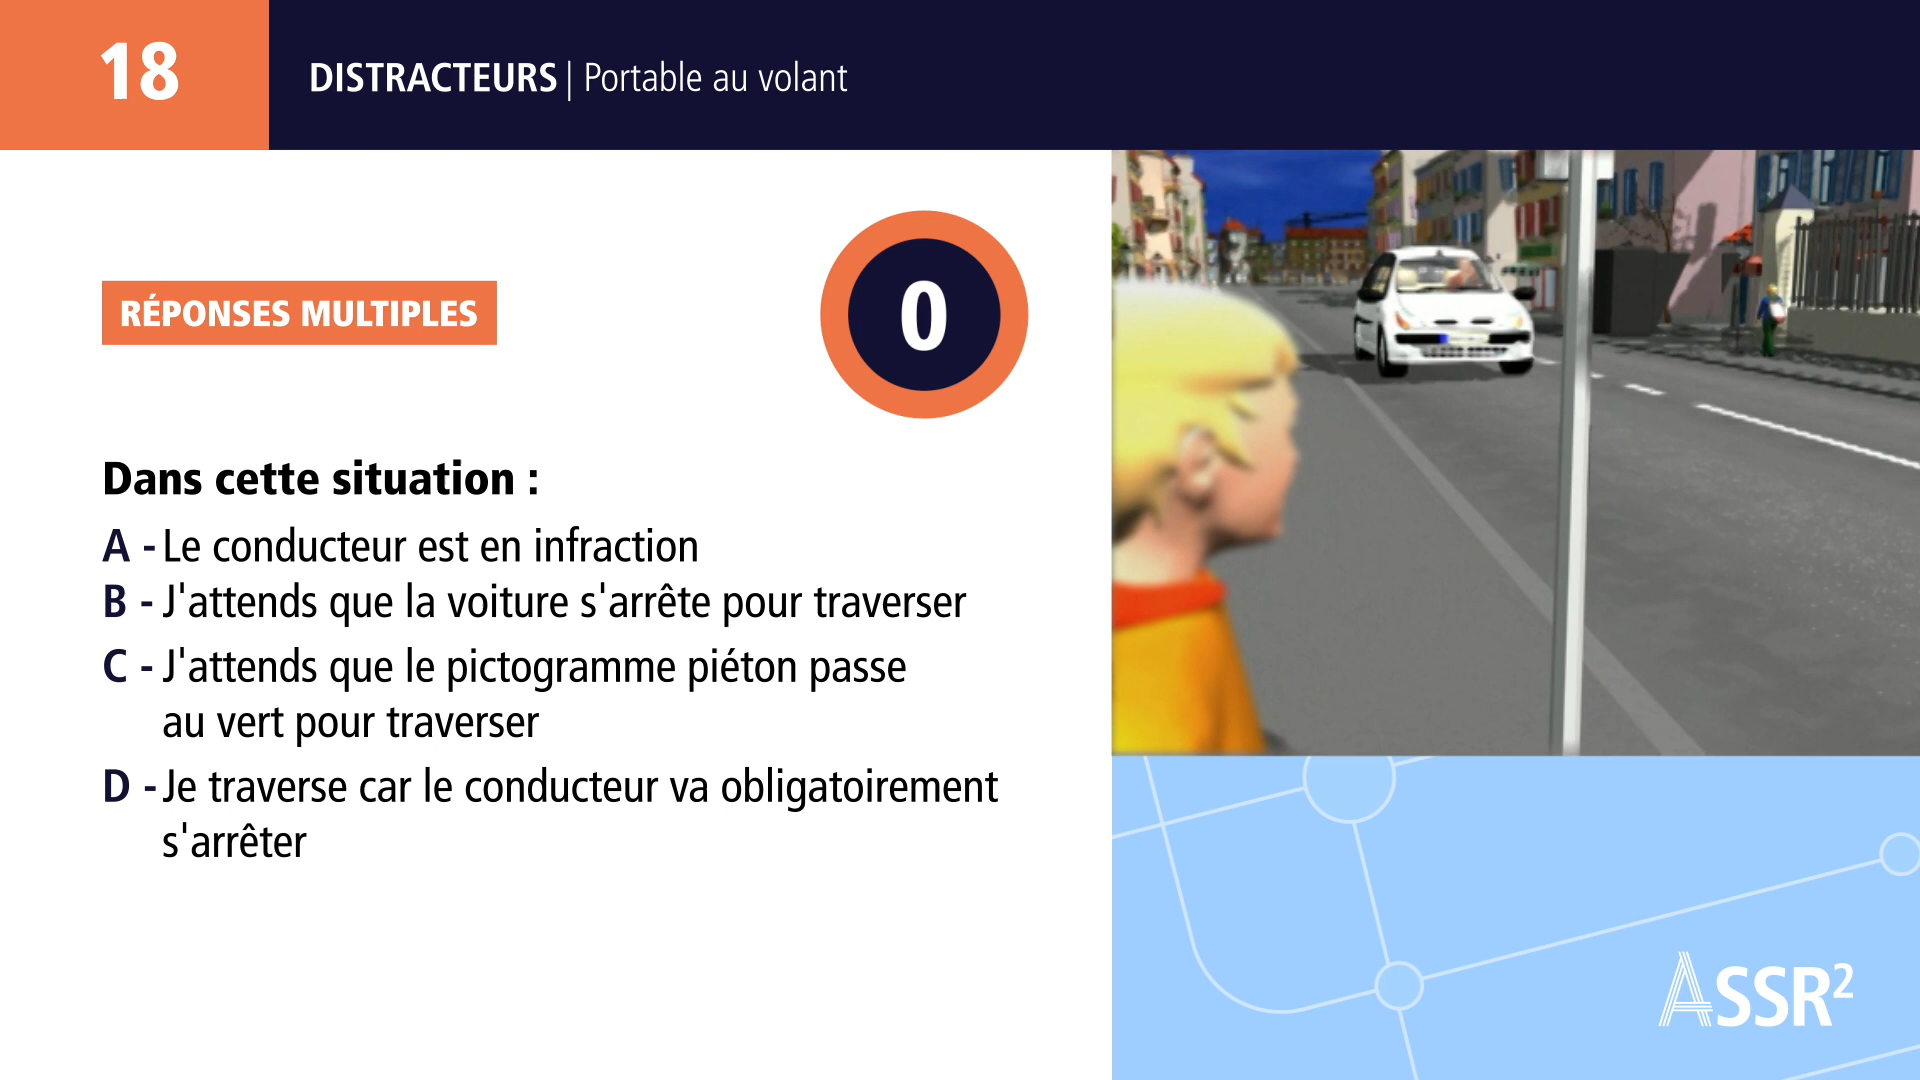 18
DISTRACTEURS | Portable au volant
RÉPONSES MULTIPLES
0
Dans cette situation :
A - Le conducteur est en infraction
B - J'attends que la voiture s'arrête pour traverser
C - J'attends que le pictogramme piéton passe
au vert pour traverser
D - Je traverse car le conducteur va obligatoirement
s'arrêter
ASSR²